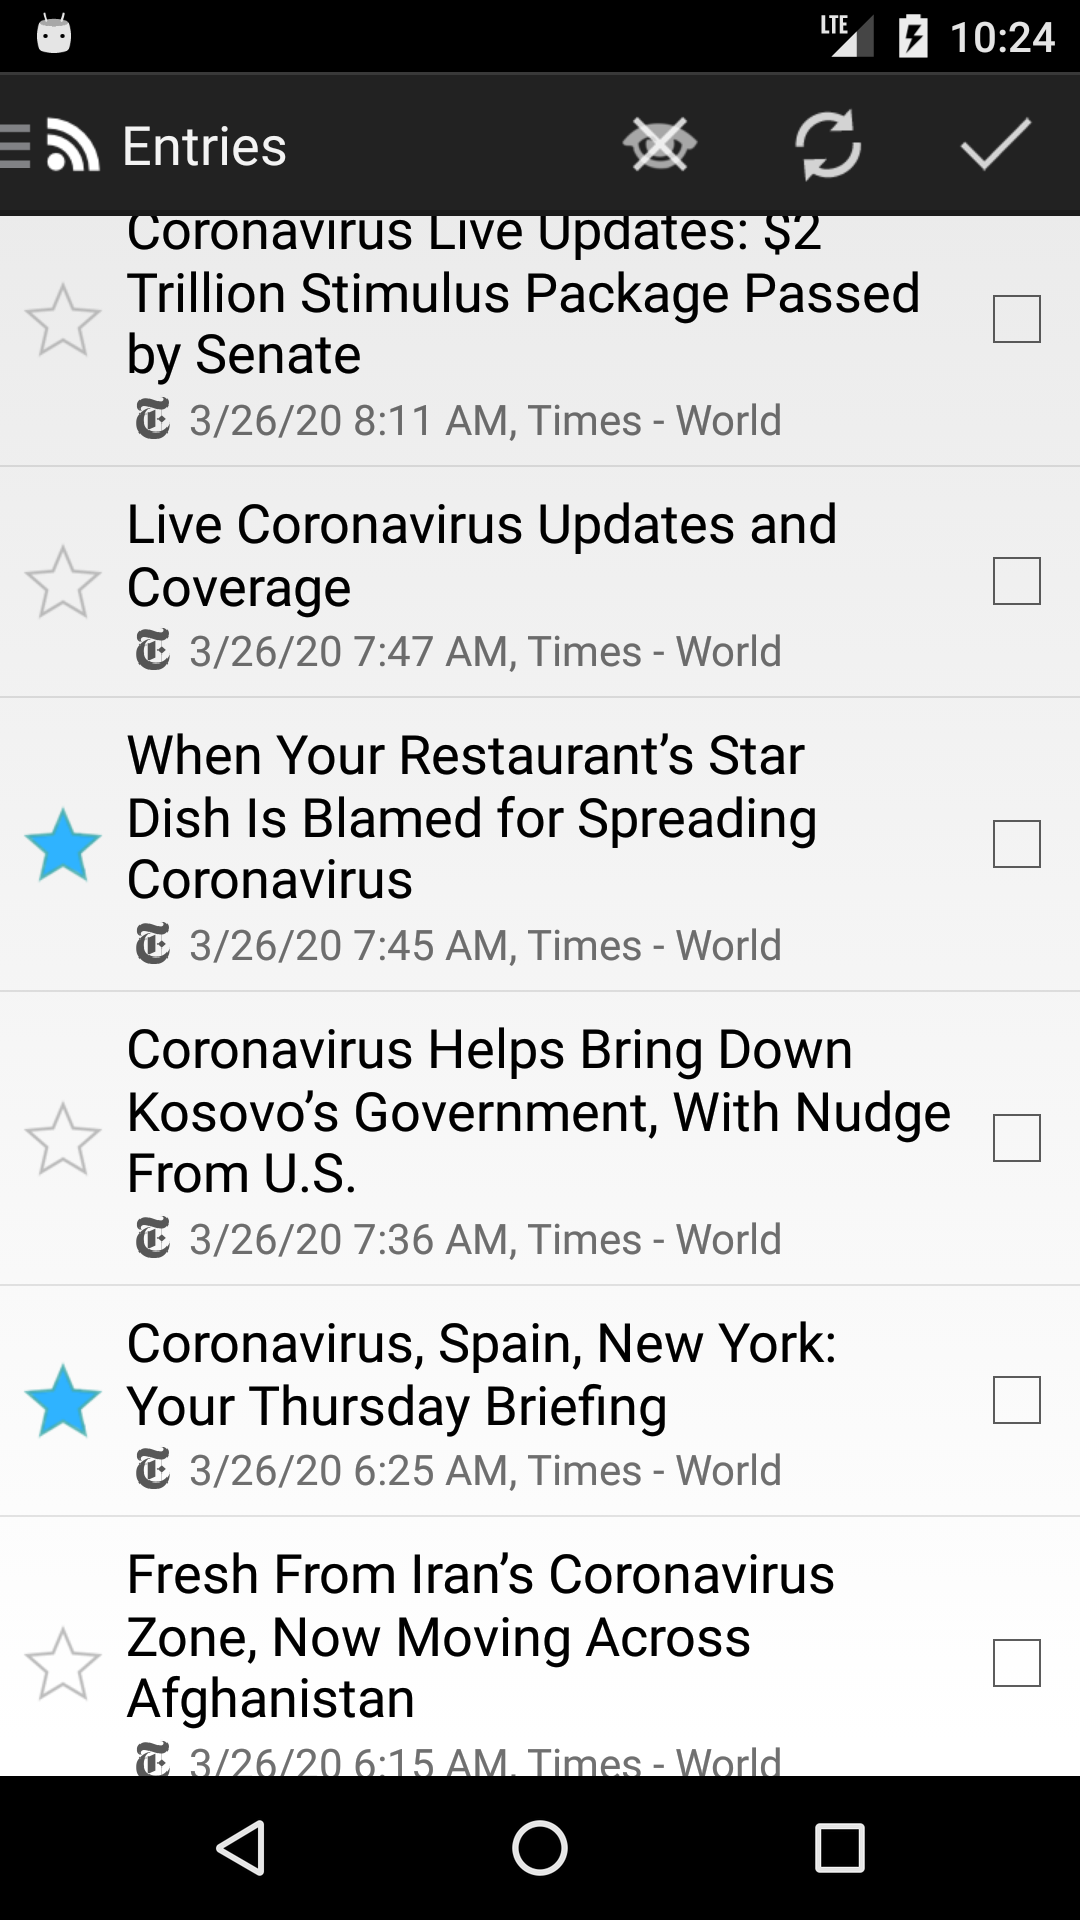 LTE 10:24
Entries
Coronavirus Live Updates: $2
Trillion Stimulus Package Passed
by Senate
3/26/20 8:11 AM, Times - World
Live Coronavirus Updates and
Coverage
3/26/20 7:47 AM, Times - World
When Your Restaurant’s Star
Dish Is Blamed for Spreading
Coronavirus
3/26/20 7:45 AM, Times - World
Coronavirus Helps Bring Down
Kosovo’s Government, With Nudge
From U.S.
3/26/20 7:36 AM, Times - World
Coronavirus, Spain, New York:
Your Thursday Briefing
3/26/20 6:25 AM, Times - World
Fresh From Iran’s Coronavirus
Zone, Now Moving Across
Afghanistan
3/26/20 6:15 AM, Times - World